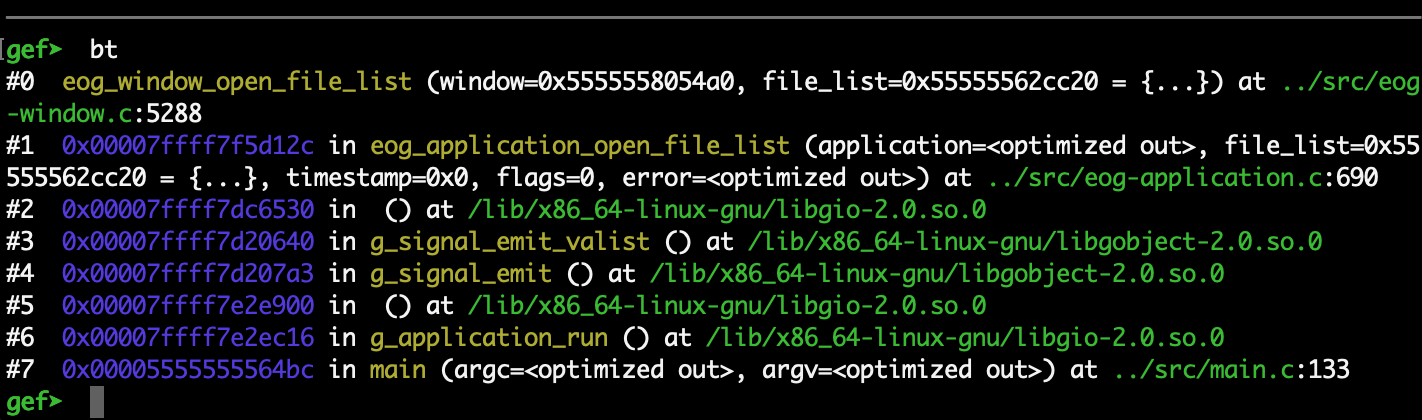 gef➤  bt
#0  eog_window_open_file_list (window=0x5555558054a0, file_list=0x55555562cc20 = {...}) at ../src/eog
-window.c:5288
#1  0x00007ffff7f5d12c in eog_application_open_file_list (application=<optimized out>, file_list=0x55
555562cc20 = {...}, timestamp=0x0, flags=0, error=<optimized out>) at ../src/eog-application.c:690
#2  0x00007ffff7dc6530 in  () at /lib/x86_64-linux-gnu/libgio-2.0.so.0
#3  0x00007ffff7d20640 in g_signal_emit_valist () at /lib/x86_64-linux-gnu/libgobject-2.0.so.0
#4  0x00007ffff7d207a3 in g_signal_emit () at /lib/x86_64-linux-gnu/libgobject-2.0.so.0
#5  0x00007ffff7e2e900 in  () at /lib/x86_64-linux-gnu/libgio-2.0.so.0
#6  0x00007ffff7e2ec16 in g_application_run () at /lib/x86_64-linux-gnu/libgio-2.0.so.0
#7  0x00005555555564bc in main (argc=<optimized out>, argv=<optimized out>) at ../src/main.c:133
gef➤